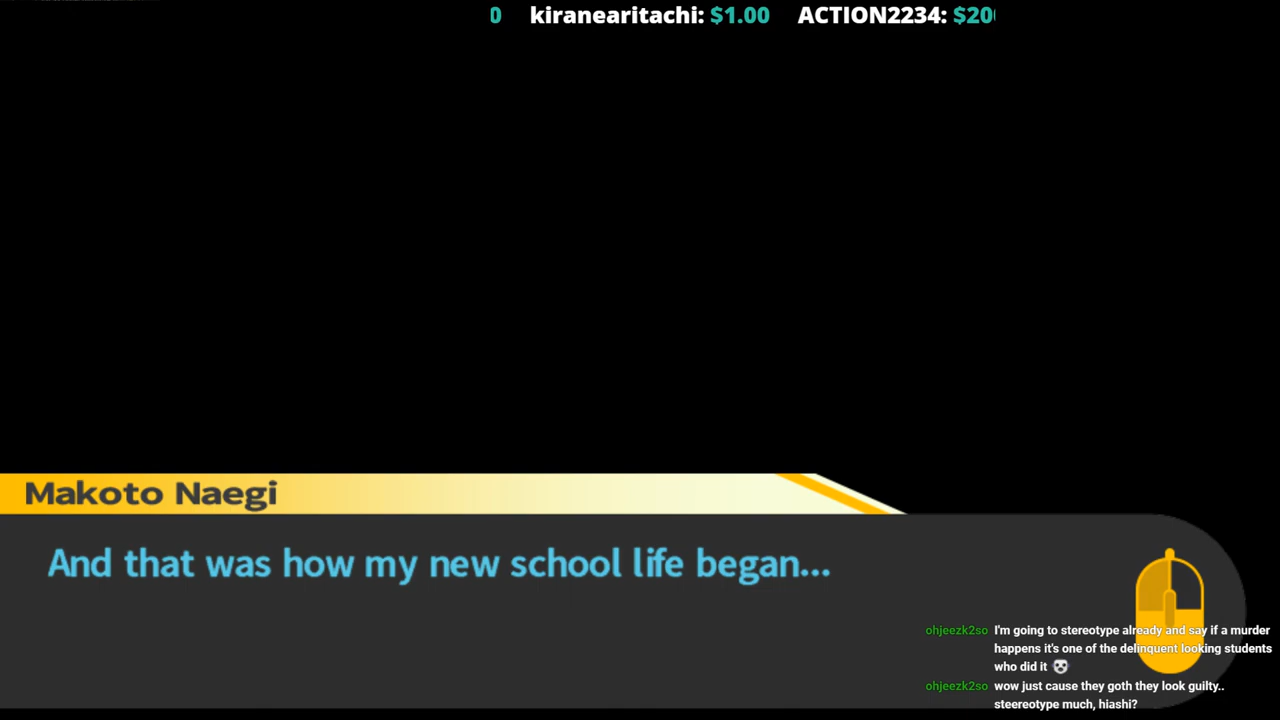 0 kiranearitachi: $1.00 ACTION2234: $20
Makoto Naegi
And that was how my new school life began...
ohjeezk2so I'm going to stereotype already and say if a murder
happens it's one of the delinquent looking students
who did it
ohjeezk2so wow just cause they goth they look guilty..
steereotype much, hiashi?